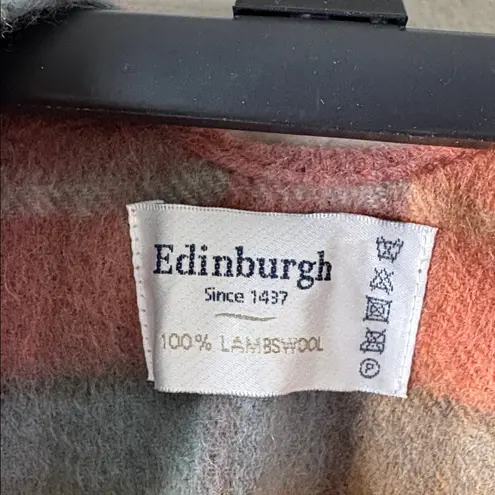 Edinburgh
Since 1437
100% LAMBSWOOL
P